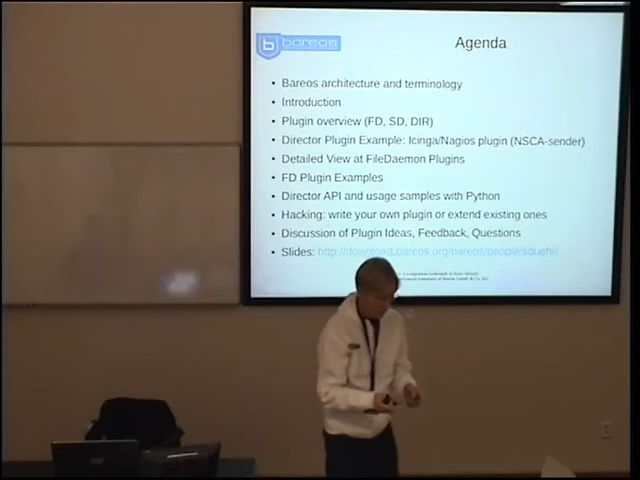 b bareos
Agenda
• Bareos architecture and terminology
• Introduction
• Plugin overview (FD, SD, DIR)
• Director Plugin Example: Icinga/Nagios plugin (NSCA-sender)
• Detailed View at FileDaemon Plugins
• FD Plugin Examples
• Director API and usage samples with Python
• Hacking: write your own plugin or extend existing ones
• Discussion of Plugin Ideas, Feedback, Questions
• Slides: http://download.bareos.org/bareos/people/sduehr/